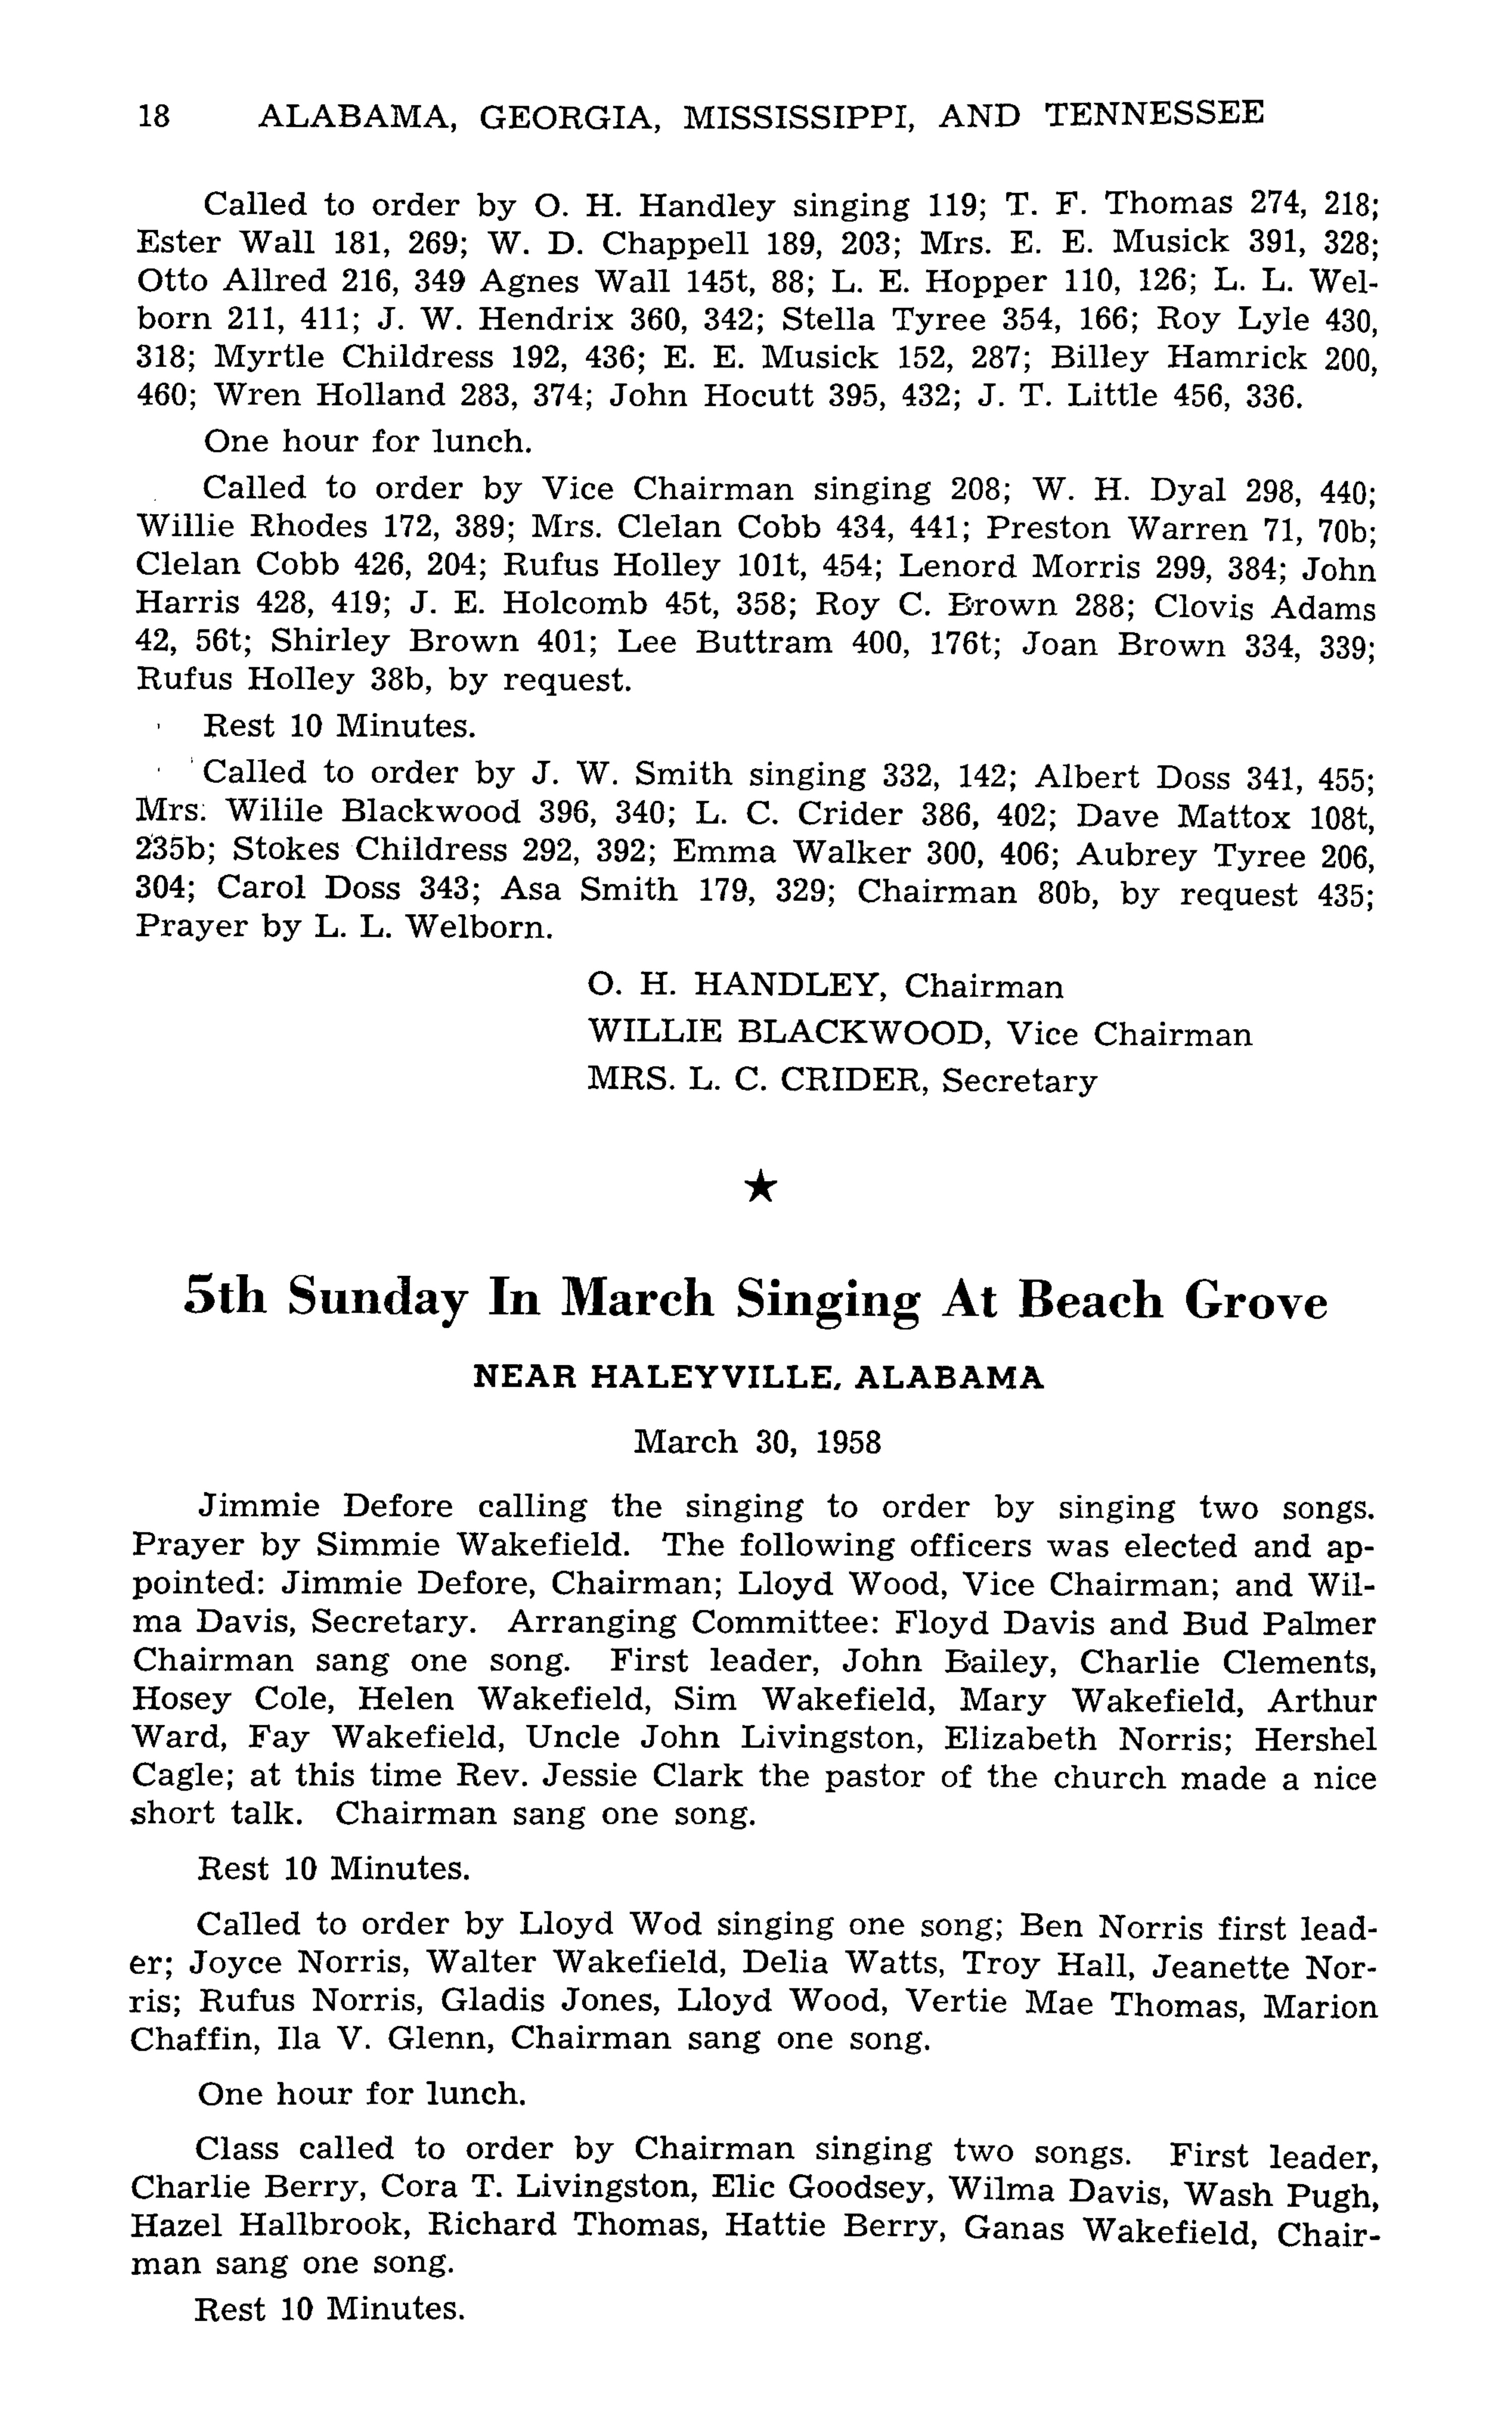 18 ALABAMA, GEORGIA, MISSISSIPPI, AND TENNESSEE
Called to order by O. H. Handley singing 119; T. F. Thomas 274, 218;
Ester Wall 181, 269; W. D. Chappell 189, 203; Mrs. E. E. Musick 391, 328;
Otto Allred 216, 349 Agnes Wall 145t, 88; L. E. Hopper 110, 126; L. L. Wel-
born 211, 411; J. W. Hendrix 360, 342; Stella Tyree 354, 166; Roy Lyle 430,
318; Myrtle Childress 192, 436; E. E. Musick 152, 287; Billey Hamrick 200,
460; Wren Holland 283, 374; John Hocutt 395, 432; J. T. Little 456, 336.
One hour for lunch.
Called to order by Vice Chairman singing 208; W. H. Dyal 298, 440;
Willie Rhodes 172, 389; Mrs. Clelan Cobb 434, 441; Preston Warren 71, 70b;
Clelan Cobb 426, 204; Rufus Holley 101t, 454; Lenord Morris 299, 384; John
Harris 428, 419; J. E. Holcomb 45t, 358; Roy C. Brown 288; Clovis Adams
42, 56t; Shirley Brown 401; Lee Buttram 400, 176t; Joan Brown 334, 339;
Rufus Holley 38b, by request.
Rest 10 Minutes.
Called to order by J. W. Smith singing 332, 142; Albert Doss 341, 455;
Mrs. Wilile Blackwood 396, 340; L. C. Crider 386, 402; Dave Mattox 108t,
235b; Stokes Childress 292, 392; Emma Walker 300, 406; Aubrey Tyree 206,
304; Carol Doss 343; Asa Smith 179, 329; Chairman 80b, by request 435;
Prayer by L. L. Welborn.
O. H. HANDLEY, Chairman
WILLIE BLACKWOOD, Vice Chairman
MRS. L. C. CRIDER, Secretary
★
5th Sunday In March Singing At Beach Grove
NEAR HALEYVILLE, ALABAMA
March 30, 1958
Jimmie Defore calling the singing to order by singing two songs.
Prayer by Simmie Wakefield. The following officers was elected and ap-
pointed: Jimmie Defore, Chairman; Lloyd Wood, Vice Chairman; and Wil-
ma Davis, Secretary. Arranging Committee: Floyd Davis and Bud Palmer
Chairman sang one song. First leader, John Bailey, Charlie Clements,
Hosey Cole, Helen Wakefield, Sim Wakefield, Mary Wakefield, Arthur
Ward, Fay Wakefield, Uncle John Livingston, Elizabeth Norris; Hershel
Cagle; at this time Rev. Jessie Clark the pastor of the church made a nice
short talk. Chairman sang one song.
Rest 10 Minutes.
Called to order by Lloyd Wod singing one song; Ben Norris first lead-
er; Joyce Norris, Walter Wakefield, Delia Watts, Troy Hall, Jeanette Nor-
ris; Rufus Norris, Gladis Jones, Lloyd Wood, Vertie Mae Thomas, Marion
Chaffin, Ila V. Glenn, Chairman sang one song.
One hour for lunch.
Class called to order by Chairman singing two songs. First leader,
Charlie Berry, Cora T. Livingston, Elic Goodsey, Wilma Davis, Wash Pugh,
Hazel Hallbrook, Richard Thomas, Hattie Berry, Ganas Wakefield, Chair-
man sang one song.
Rest 10 Minutes.